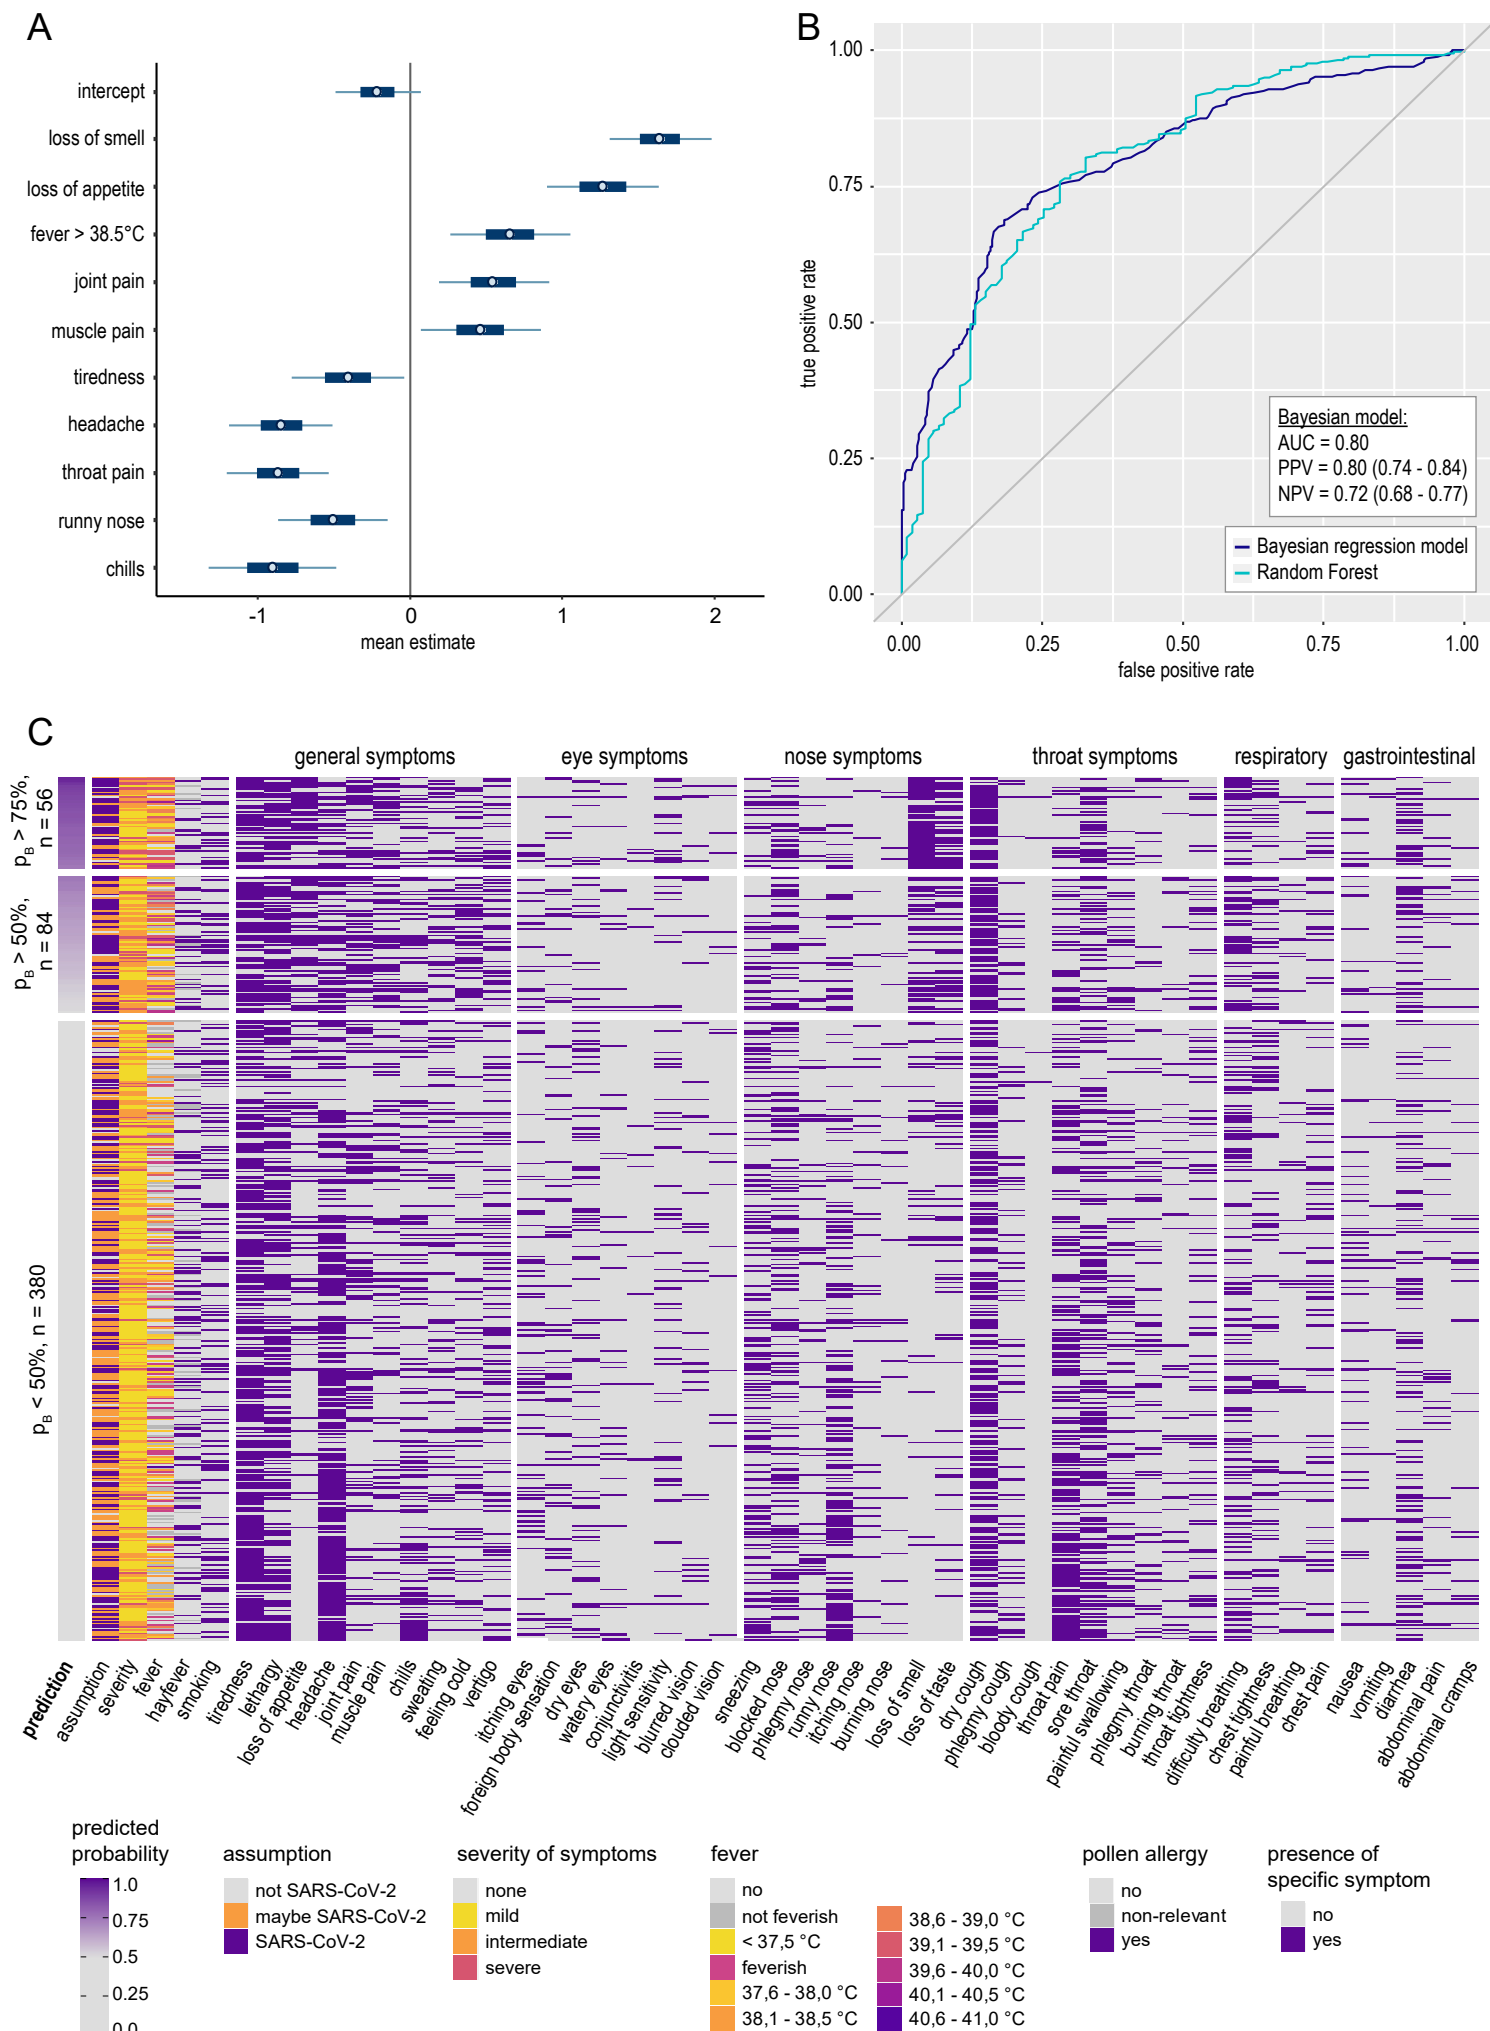 A
intercept
loss of smell
loss of appetite
fever > 38.5°C
joint pain
muscle pain
tiredness
headache
throat pain
runny nose
chills
-1
0
1
2
mean estimate
B
1.00
0.75
0.50
0.25
0.00
true positive rate
0.00
0.25
0.50
0.75
1.00
false positive rate
Bayesian model:
AUC = 0.80
PPV = 0.80 (0.74 - 0.84)
NPV = 0.72 (0.68 - 0.77)
Bayesian regression model
Random Forest
C
general symptoms
eye symptoms
nose symptoms
throat symptoms
respiratory
gastrointestinal
pB > 75%,
n = 56
pB > 50%,
n = 84
pB < 50%, n = 380
prediction
assumption
severity
fever
hayfever
smoking
tiredness
lethargy
loss of appetite
headache
joint pain
muscle pain
chills
sweating
feeling cold
vertigo
itching eyes
foreign body sensation
dry eyes
watery eyes
conjunctivitis
light sensitivity
blurred vision
clouded vision
sneezing
blocked nose
phlegmy nose
runny nose
itching nose
burning nose
loss of smell
loss of taste
dry cough
phlegmy cough
bloody cough
throat pain
sore throat
painful swallowing
phlegmy throat
burning throat
throat tightness
difficulty breathing
chest tightness
painful breathing
chest pain
nausea
vomiting
diarrhea
abdominal pain
abdominal cramps
predicted
probability
1.0
0.75
0.5
0.25
0.0
assumption
not SARS-CoV-2
maybe SARS-CoV-2
SARS-CoV-2
severity of symptoms
none
mild
intermediate
severe
fever
no
not feverish
< 37,5 °C
feverish
37,6 - 38,0 °C
38,1 - 38,5 °C
38,6 - 39,0 °C
39,1 - 39,5 °C
39,6 - 40,0 °C
40,1 - 40,5 °C
40,6 - 41,0 °C
pollen allergy
no
non-relevant
yes
presence of
specific symptom
no
yes